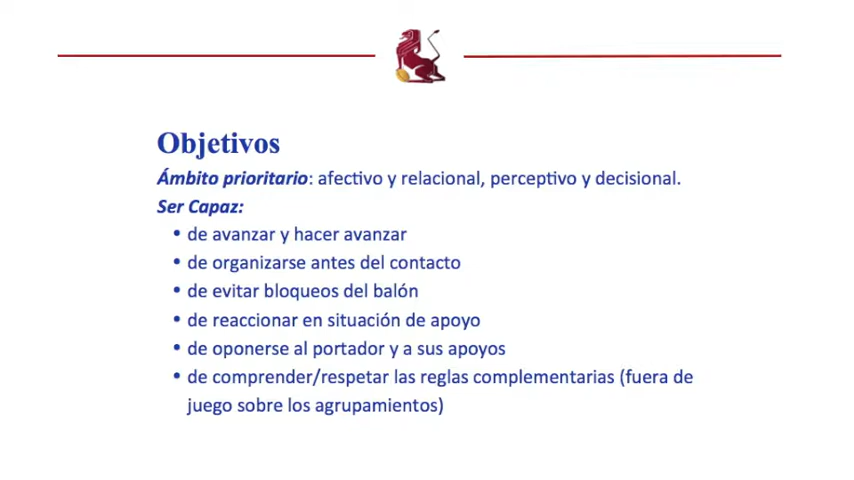 Objetivos
Ámbito prioritario: afectivo y relacional, perceptivo y decisional.
Ser Capaz:
• de avanzar y hacer avanzar
• de organizarse antes del contacto
• de evitar bloqueos del balón
• de reaccionar en situación de apoyo
• de oponerse al portador y a sus apoyos
• de comprender/respetar las reglas complementarias (fuera de
juego sobre los agrupamientos)